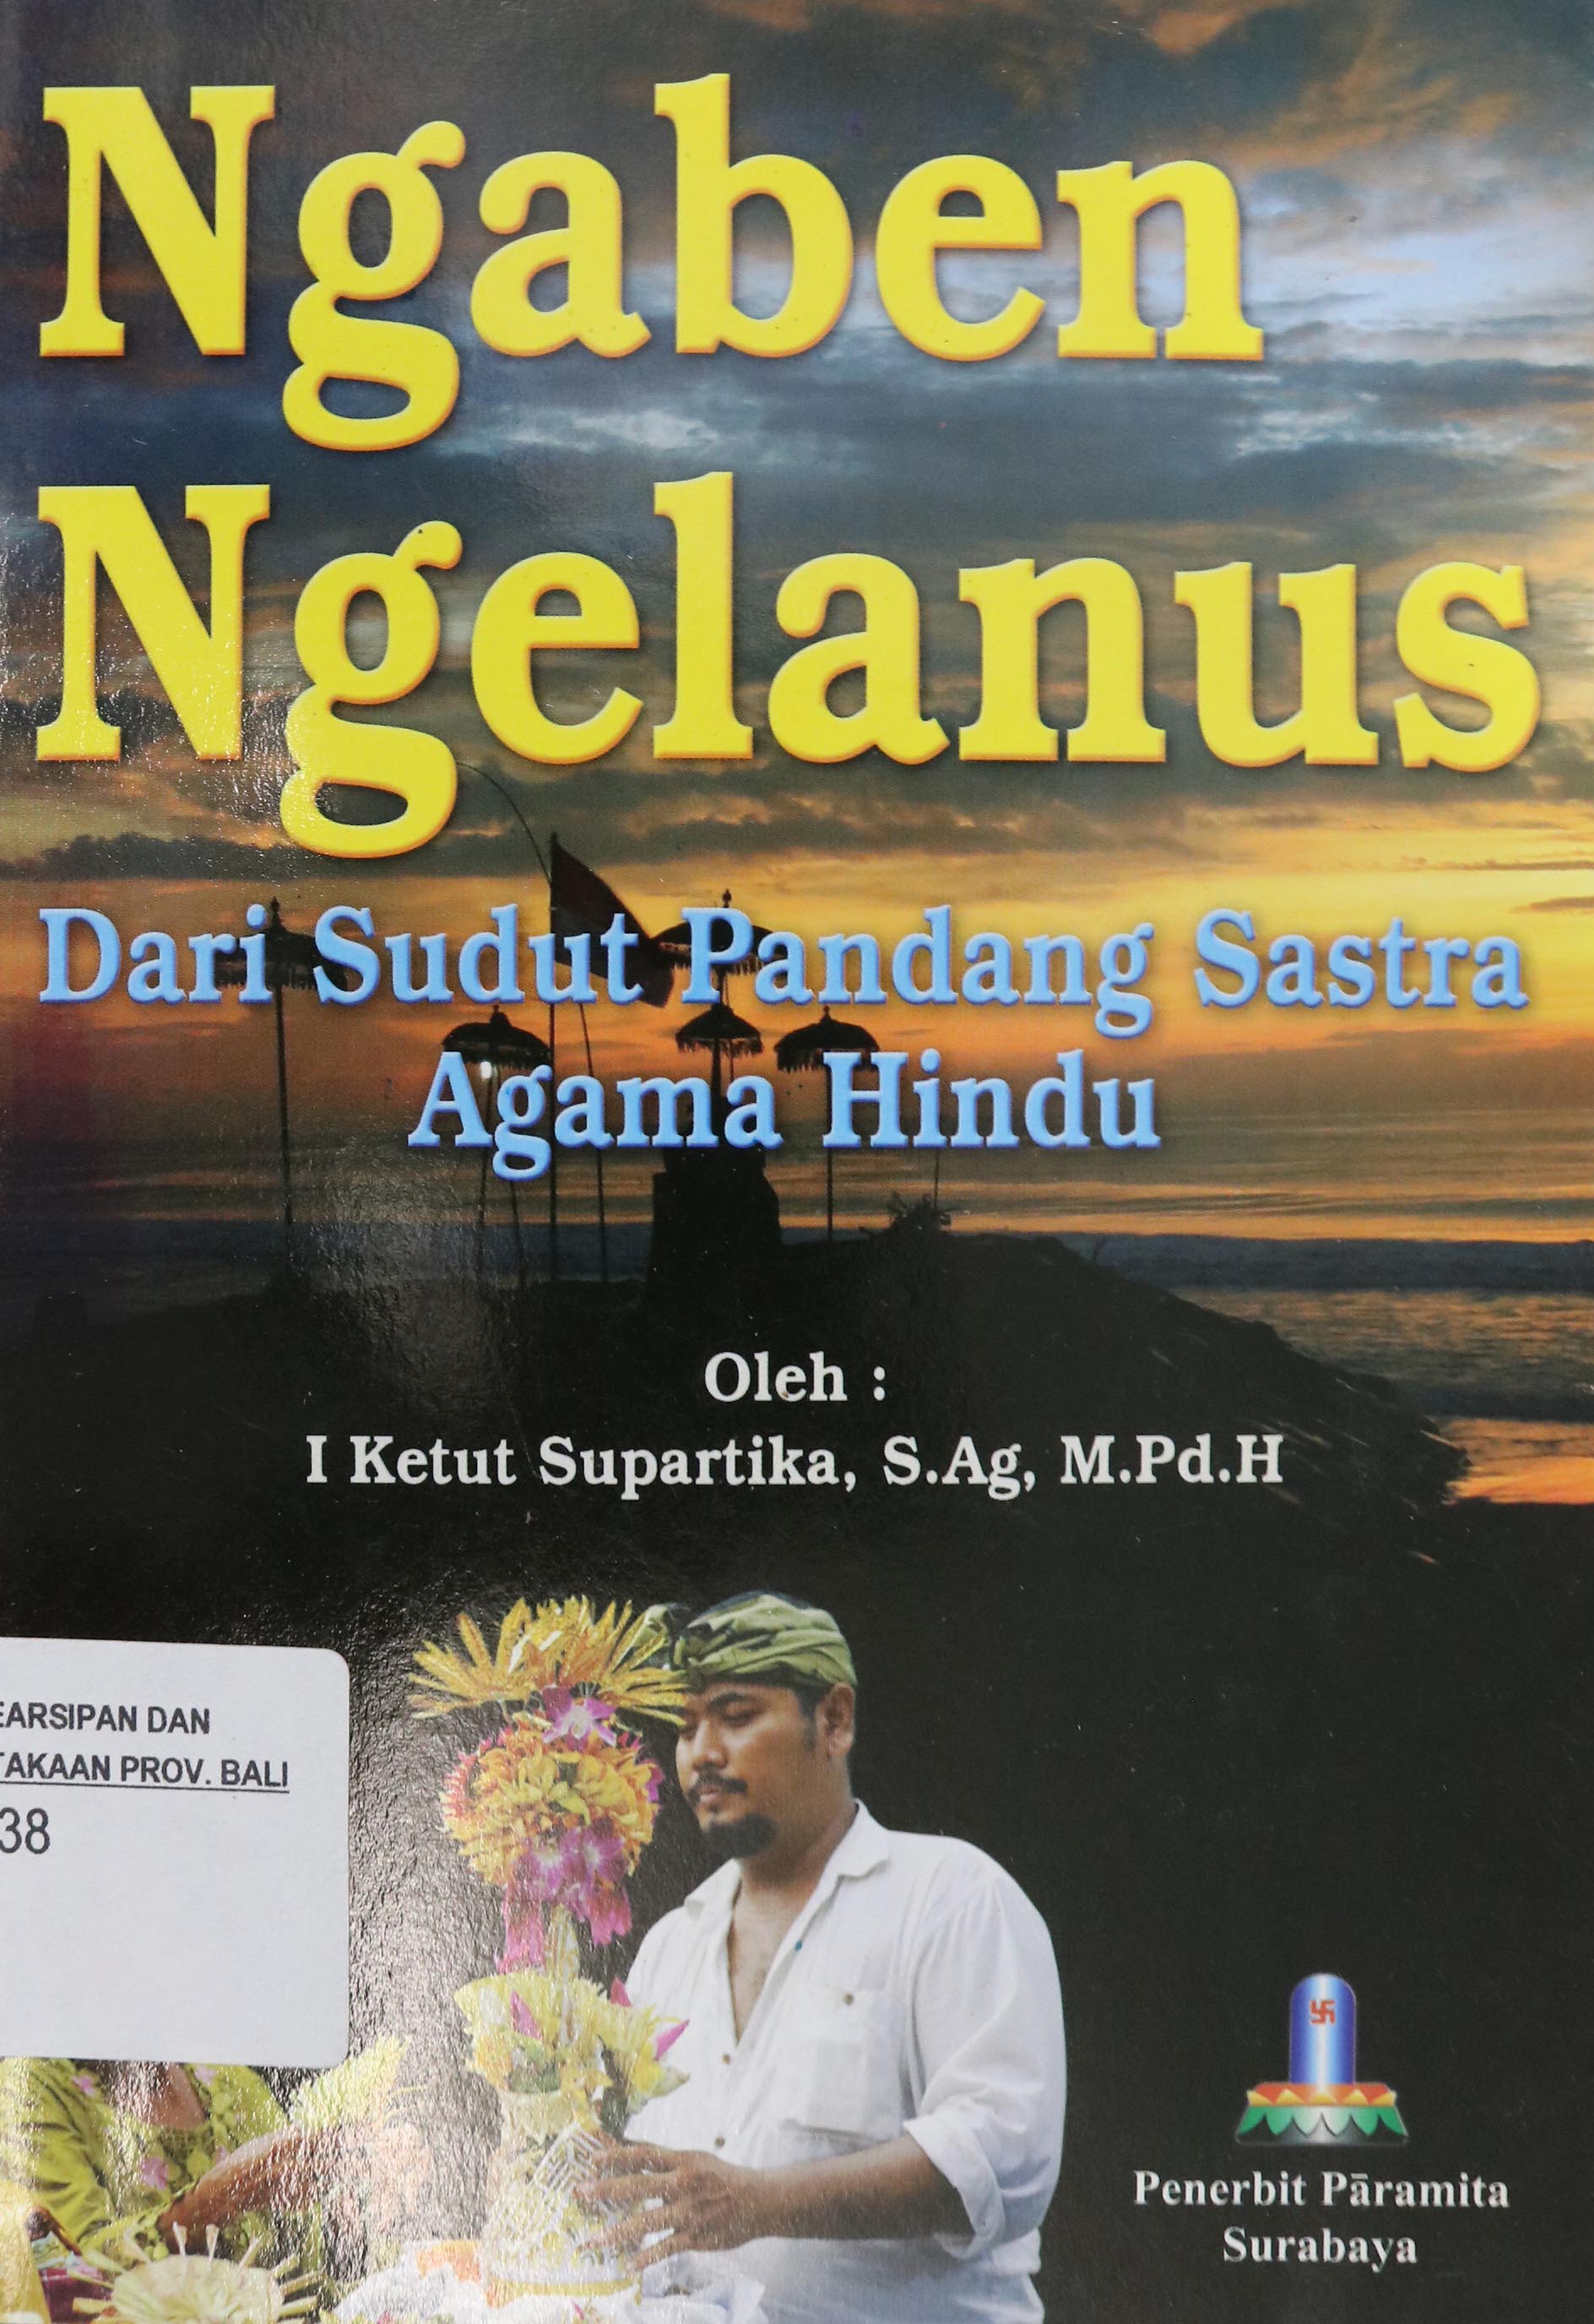 Ngaben
Ngelanus
Dari Sudut Pandang Sastra
Agama Hindu
Oleh :
I Ketut Supartika, S.Ag, M.Pd.H
EARSIPAN DAN
TAKAAN PROV. BALI
38
Penerbit Pāramita
Surabaya